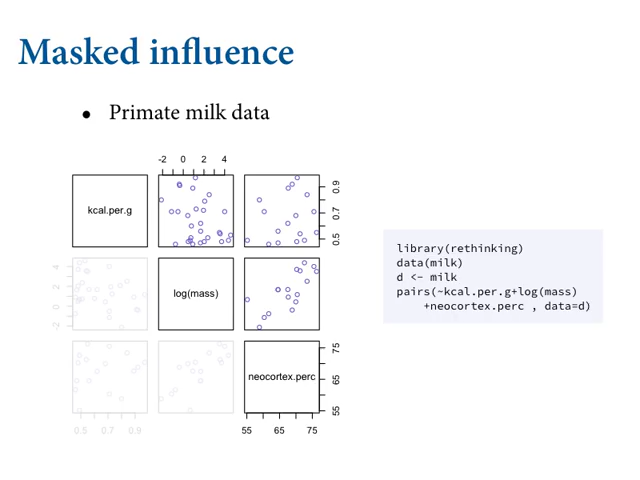 Masked influence
• Primate milk data
-2 0 2 4
kcal.per.g
0.5 0.7 0.9
-2 0 2 4
log(mass)
neocortex.perc
55 65 75
0.5 0.7 0.9
55 65 75
library(rethinking)
data(milk)
d <- milk
pairs(~kcal.per.g+log(mass)
+neocortex.perc , data=d)